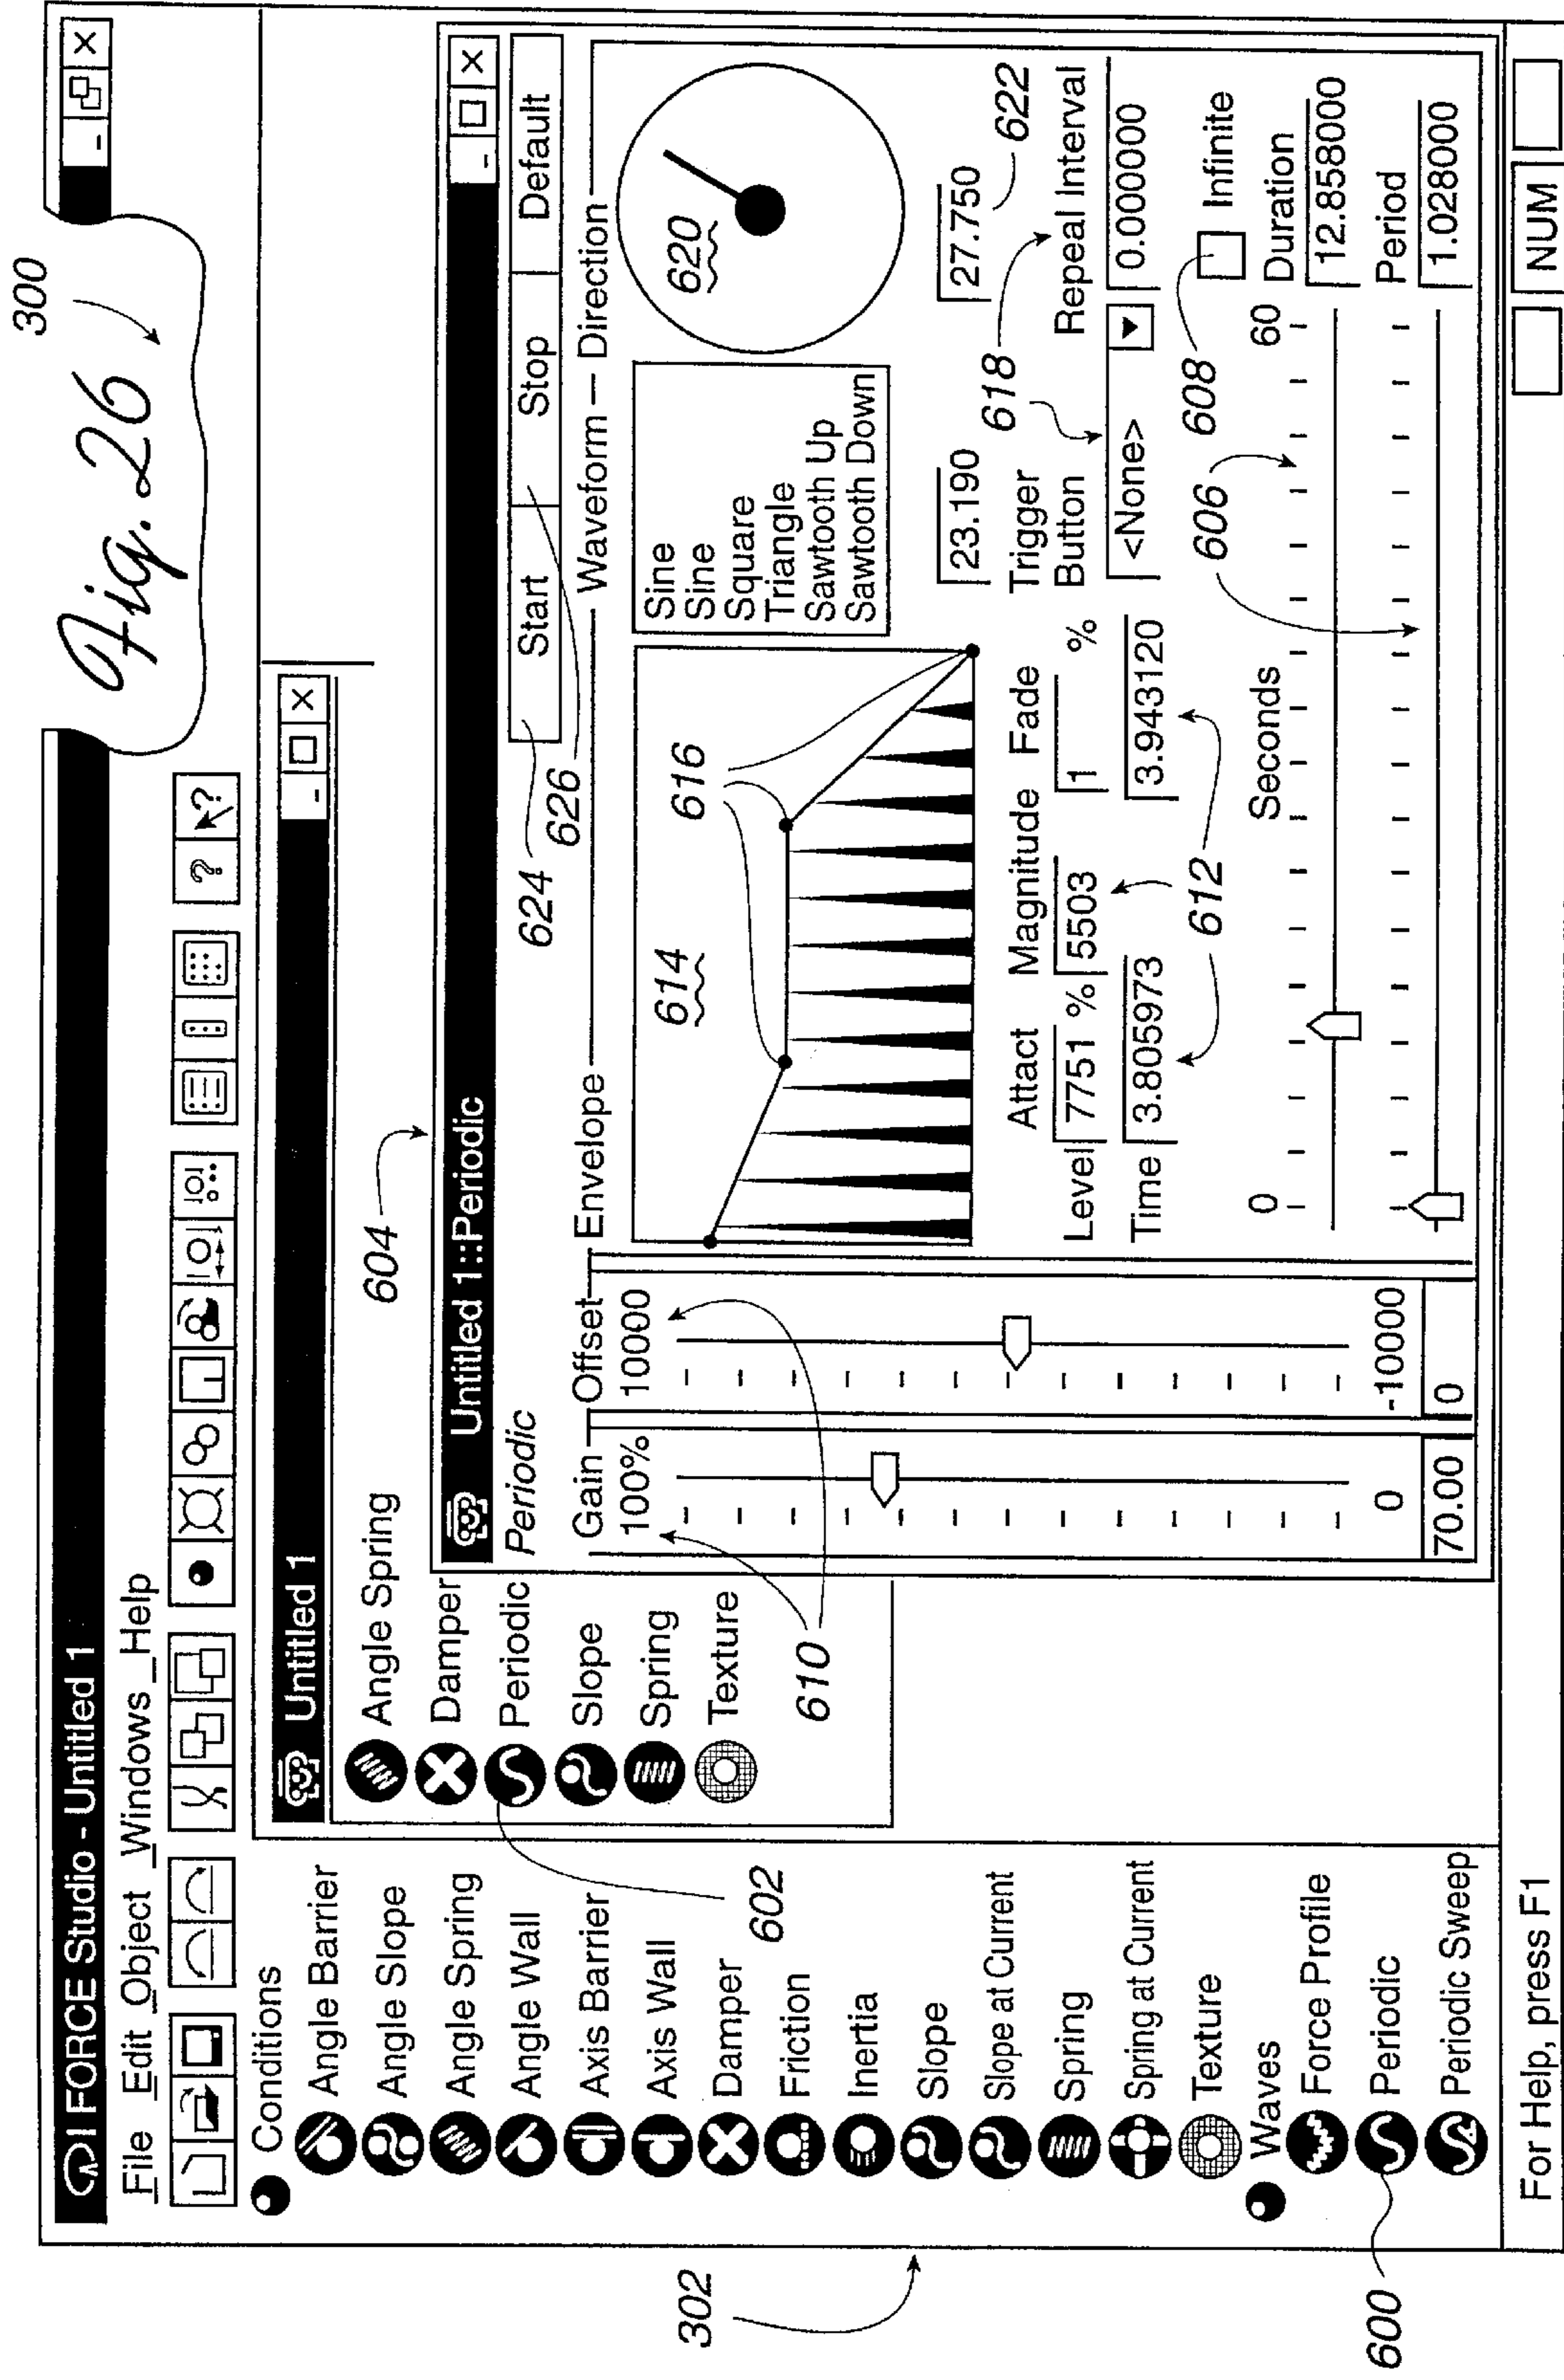 Fig. 26
300
I FORCE Studio - Untitled 1
File Edit Object Windows Help
? ?
Conditions
Angle Barrier
Angle Slope
Angle Spring
Angle Wall
Axis Barrier
Axis Wall
Damper
Friction
Inertia
Slope
Slope at Current
Spring
Spring at Current
Texture
Waves
Force Profile
Periodic
Periodic Sweep
302
600
Untitled 1
Angle Spring
Damper
Periodic
Slope
Spring
Texture
602
604
Untitled 1::Periodic
Periodic
624
626
Start Stop Default
Gain Offset Envelope Waveform Direction
100% 10000
0 -10000
70.00 0
610
614
616
Sine
Sine
Square
Triangle
Sawtooth Up
Sawtooth Down
620
23.190 27.750
622
Attact Magnitude Fade
Level 7751 % 5503 1 %
Time 3.805973 3.943120
612
Trigger
Button
Repeal Interval
<None> 0.000000
618
608
Infinite
606
0 Seconds 60
Duration
12.858000
Period
1.028000
For Help, press F1
NUM